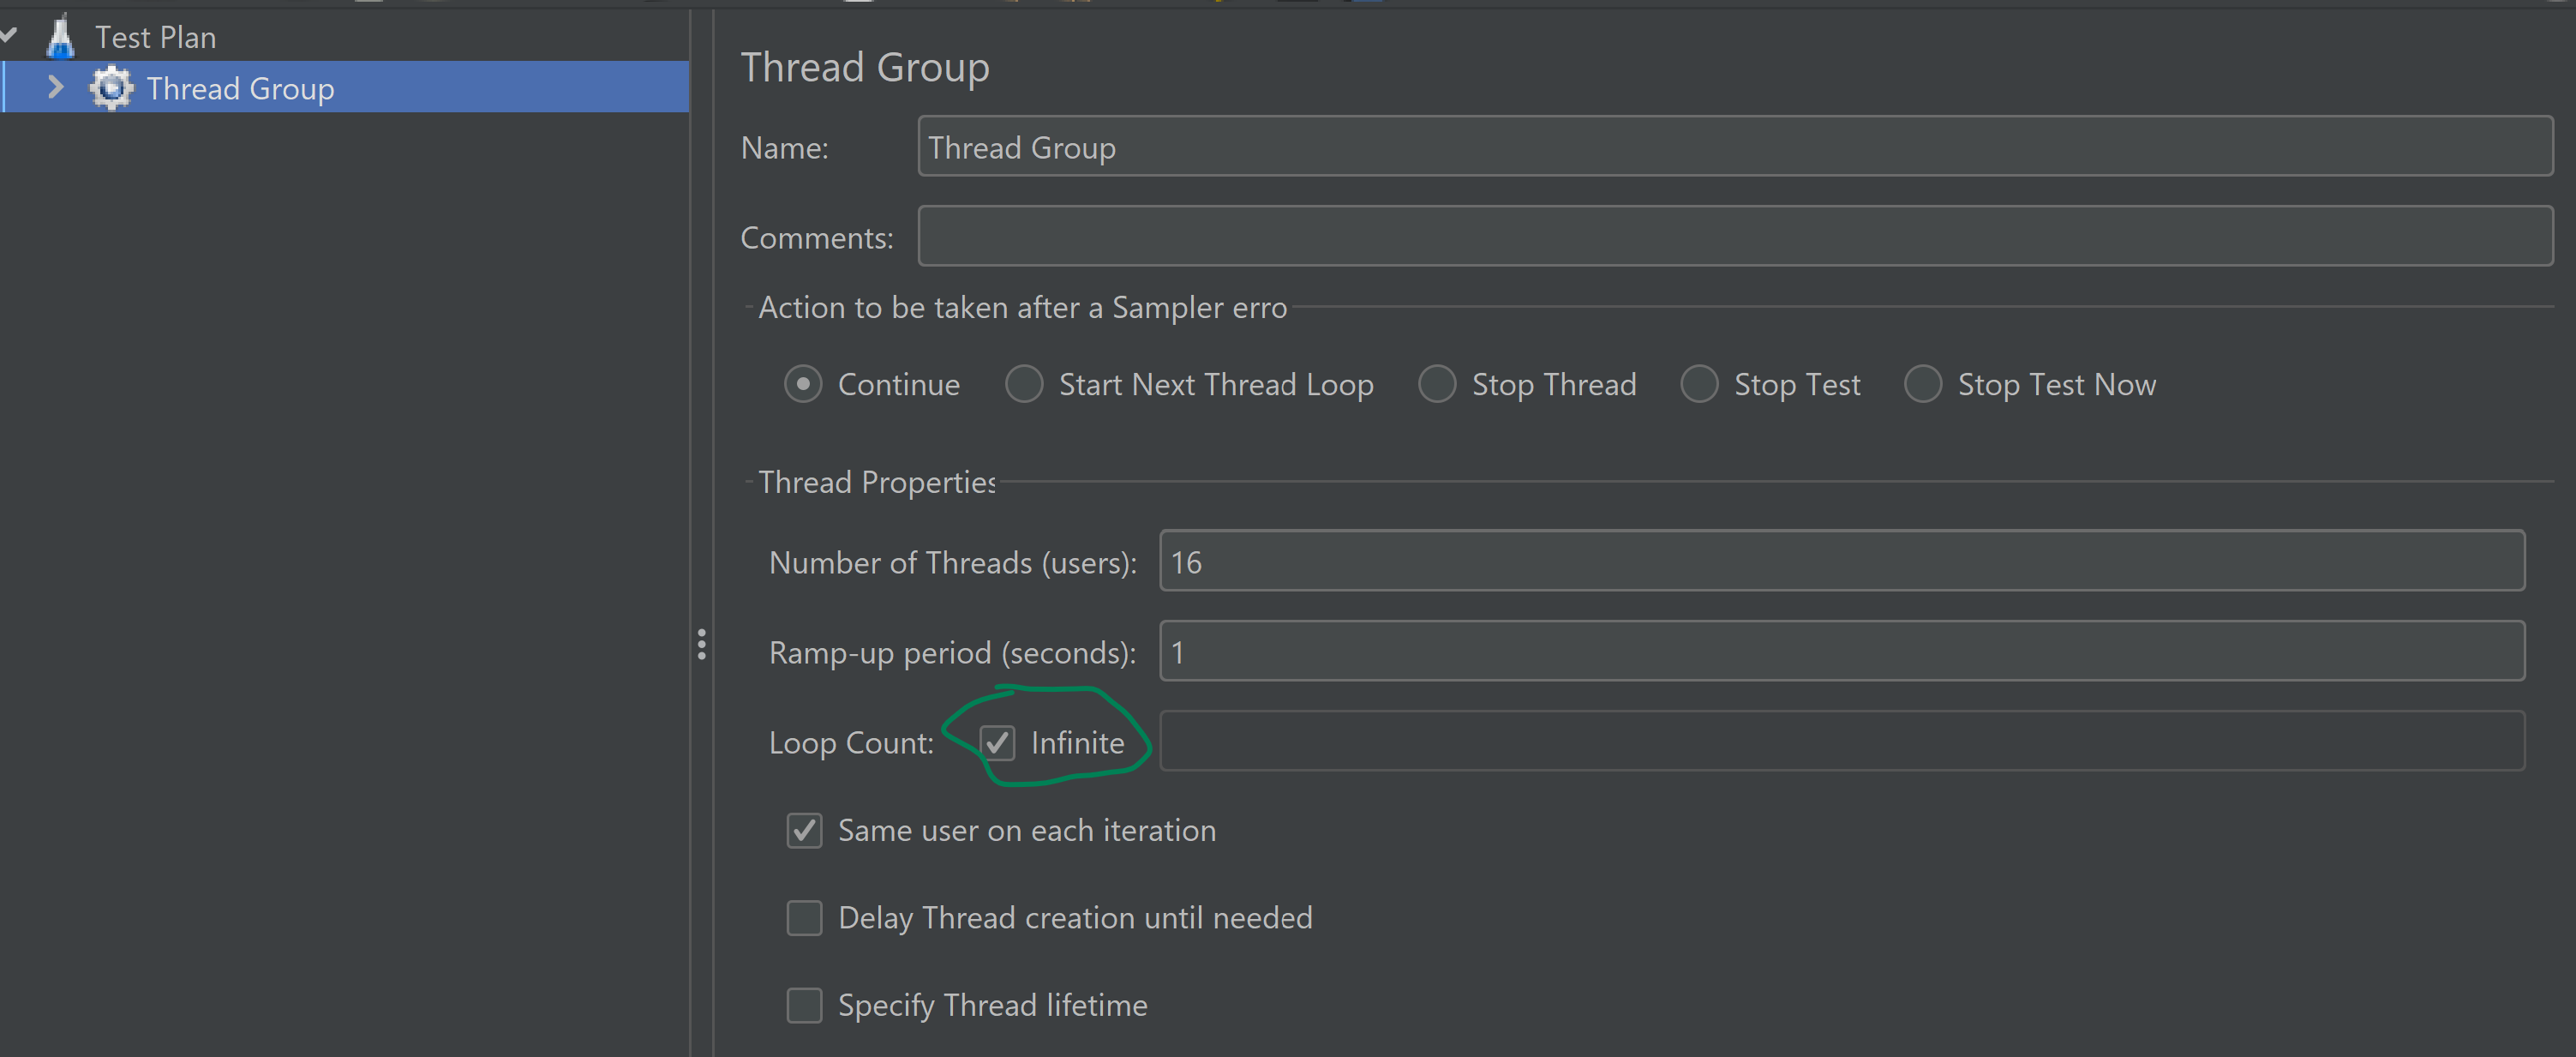 Test Plan
Thread Group
Thread Group
Name: Thread Group
Comments:
Action to be taken after a Sampler erro
Continue Start Next Thread Loop Stop Thread Stop Test Stop Test Now
Thread Properties
Number of Threads (users): 16
Ramp-up period (seconds): 1
Loop Count: Infinite
Same user on each iteration
Delay Thread creation until needed
Specify Thread lifetime